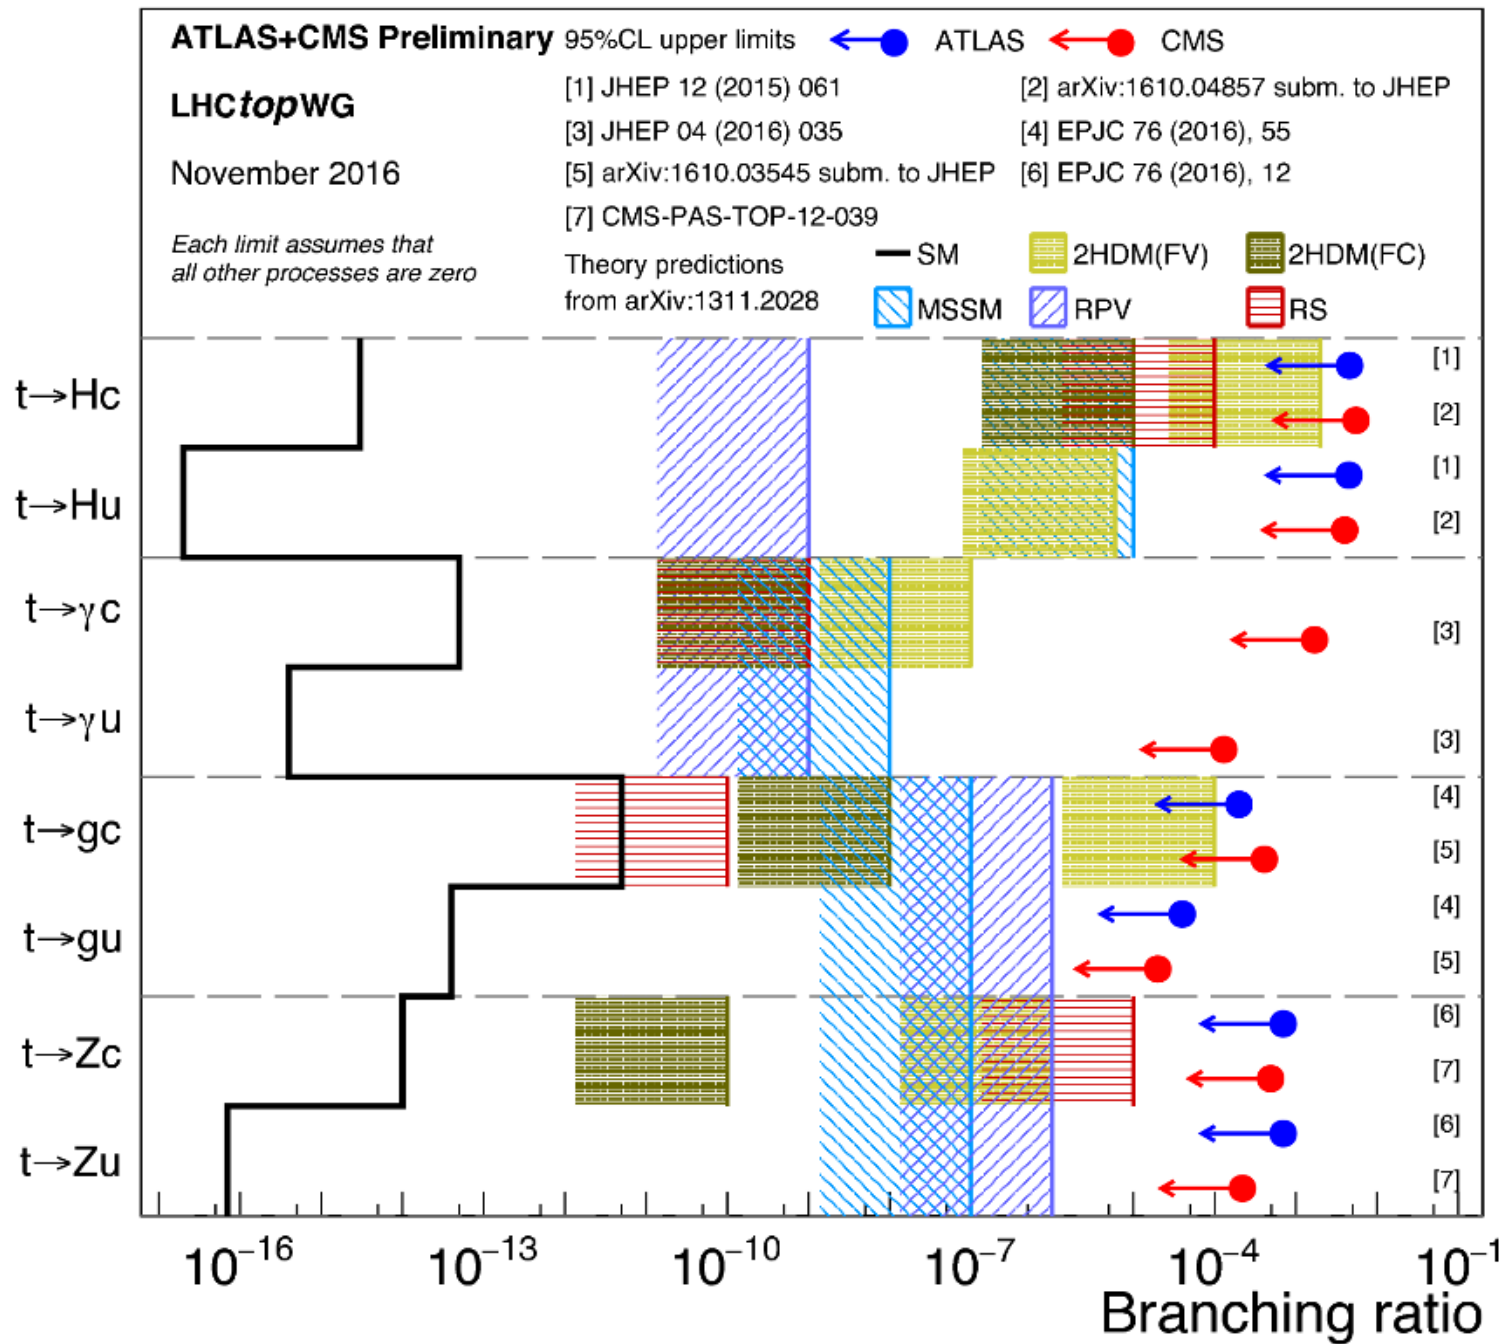 ATLAS+CMS Preliminary 95%CL upper limits ATLAS CMS
LHCtopWG
November 2016
Each limit assumes that
all other processes are zero
[1] JHEP 12 (2015) 061 [2] arXiv:1610.04857 subm. to JHEP
[3] JHEP 04 (2016) 035 [4] EPJC 76 (2016), 55
[5] arXiv:1610.03545 subm. to JHEP [6] EPJC 76 (2016), 12
[7] CMS-PAS-TOP-12-039
Theory predictions
from arXiv:1311.2028
SM 2HDM(FV) 2HDM(FC)
MSSM RPV RS
t→Hc [1]
[2]
t→Hu [1]
[2]
t→γc [3]
t→γu [3]
t→gc [4]
[5]
t→gu [4]
[5]
t→Zc [6]
[7]
t→Zu [6]
[7]
10⁻¹⁶ 10⁻¹³ 10⁻¹⁰ 10⁻⁷ 10⁻⁴ 10⁻¹
Branching ratio